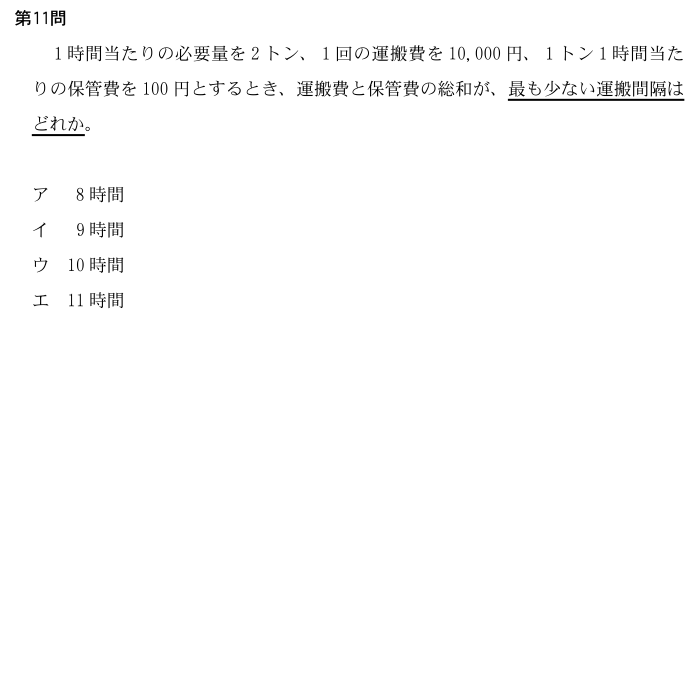 第11問
1時間当たりの必要量を2トン、1回の運搬費を10,000円、1トン1時間当た
りの保管費を100円とするとき、運搬費と保管費の総和が、最も少ない運搬間隔は
どれか。
ア 8時間
イ 9時間
ウ 10時間
エ 11時間